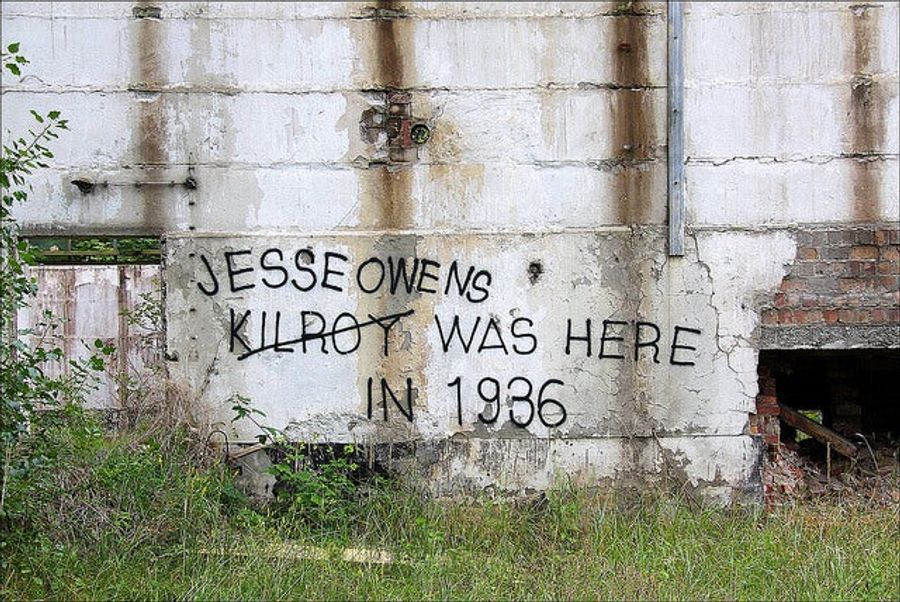 JESSE OWENS
KILROY WAS HERE
IN 1936